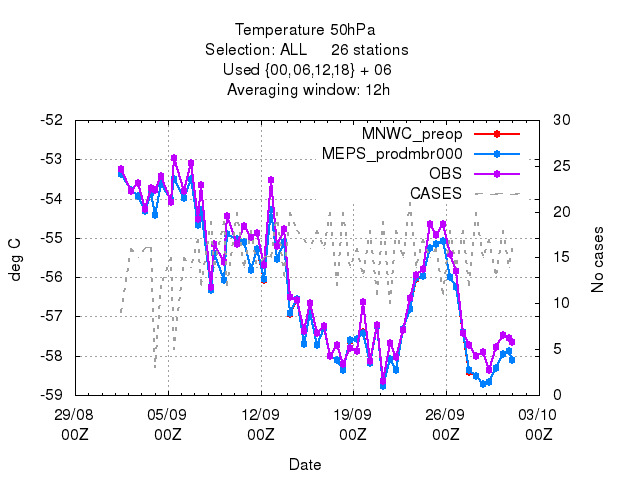 Temperature 50hPa
Selection: ALL     26 stations
Used {00,06,12,18} + 06
Averaging window: 12h
MNWC_preop
MEPS_prodmbr000
OBS
CASES
deg C
-52
-53
-54
-55
-56
-57
-58
-59
No cases
30
25
20
15
10
5
0
29/08 05/09 12/09 19/09 26/09 03/10
00Z 00Z 00Z 00Z 00Z 00Z
Date